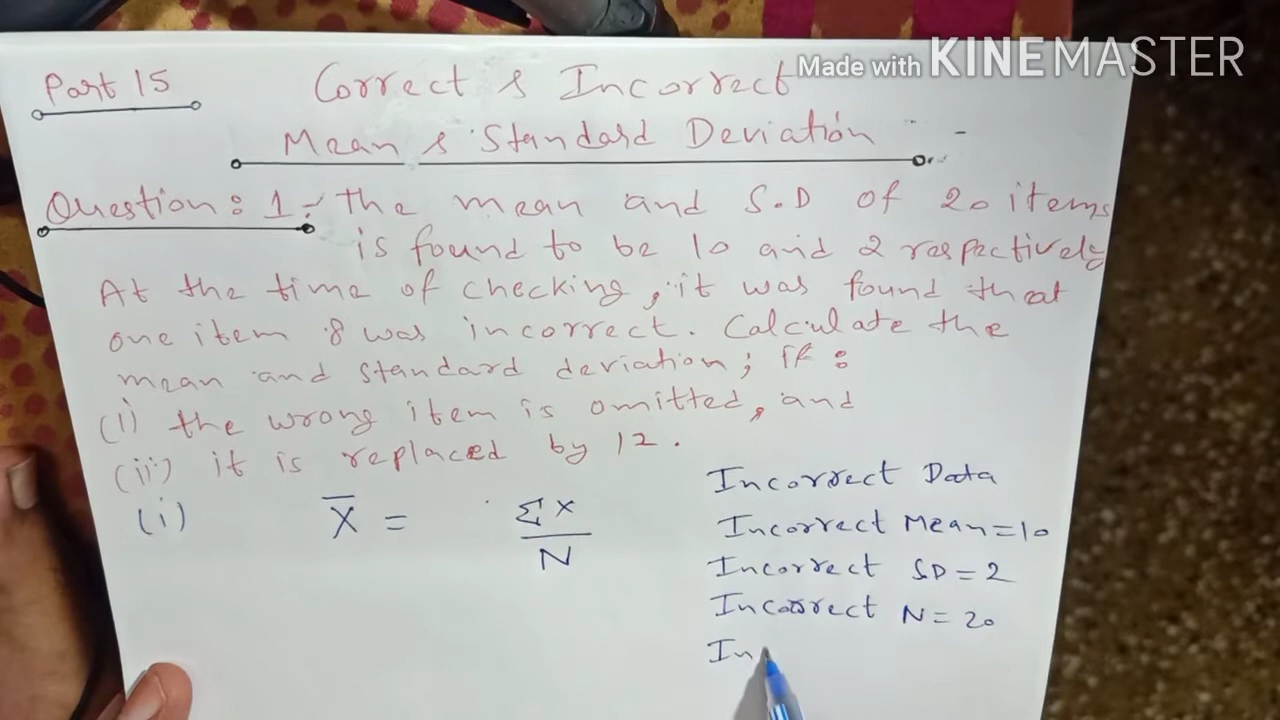 Made with KINEMASTER
Part 15
Correct & Incorrect
Mean & Standard Deviation
Question: 1:- The mean and S.D of 20 items
is found to be 10 and 2 respectively
At the time of checking, it was found that
one item 8 was incorrect. Calculate the
mean and standard deviation; if:
(i) the wrong item is omitted, and
(ii) it is replaced by 12.
(i) X̅ = ΣX
N
Incorrect Data
Incorrect Mean = 10
Incorrect SD = 2
Incorrect N = 20
In